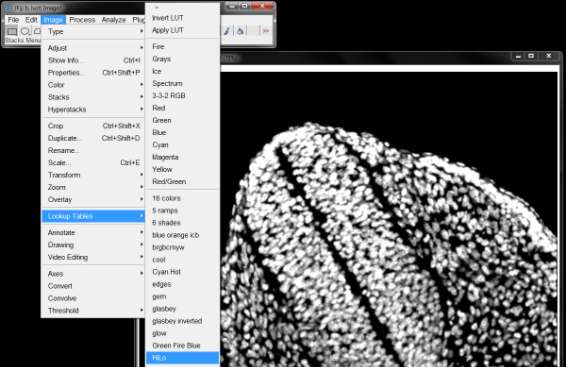 (Fiji Is Just) ImageJ
File Edit Image Process Analyze Plug
Stacks Menu
Type
Adjust
Show Info... Ctrl+I
Properties... Ctrl+Shift+P
Color
Stacks
Hyperstacks
Crop Ctrl+Shift+X
Duplicate... Ctrl+Shift+D
Rename...
Scale... Ctrl+E
Transform
Zoom
Overlay
Lookup Tables
Annotate
Drawing
Video Editing
Axes
Convert
Convolve
Threshold
Invert LUT
Apply LUT
Fire
Grays
Ice
Spectrum
3-3-2 RGB
Red
Green
Blue
Cyan
Magenta
Yellow
Red/Green
16 colors
5 ramps
6 shades
blue orange icb
brgbcmyw
cool
Cyan Hot
edges
gem
glasbey
glasbey inverted
glow
Green Fire Blue
HiLo